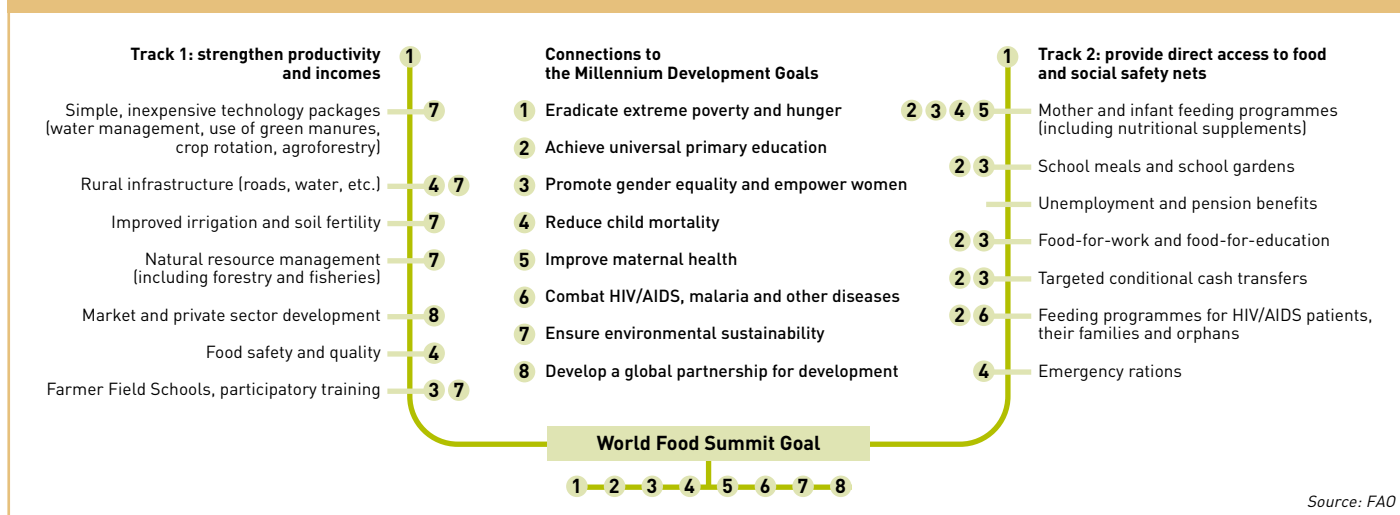 Track 1: strengthen productivity
and incomes
1
Simple, inexpensive technology packages
(water management, use of green manures,
crop rotation, agroforestry)
7
Rural infrastructure (roads, water, etc.)
4 7
Improved irrigation and soil fertility
7
Natural resource management
(including forestry and fisheries)
7
Market and private sector development
8
Food safety and quality
4
Farmer Field Schools, participatory training
3 7
Connections to
the Millennium Development Goals
1 Eradicate extreme poverty and hunger
2 Achieve universal primary education
3 Promote gender equality and empower women
4 Reduce child mortality
5 Improve maternal health
6 Combat HIV/AIDS, malaria and other diseases
7 Ensure environmental sustainability
8 Develop a global partnership for development
1
Track 2: provide direct access to food
and social safety nets
2 3 4 5
Mother and infant feeding programmes
(including nutritional supplements)
2 3
School meals and school gardens
Unemployment and pension benefits
2 3
Food-for-work and food-for-education
2 3
Targeted conditional cash transfers
2 6
Feeding programmes for HIV/AIDS patients,
their families and orphans
4
Emergency rations
World Food Summit Goal
1 2 3 4 5 6 7 8
Source: FAO